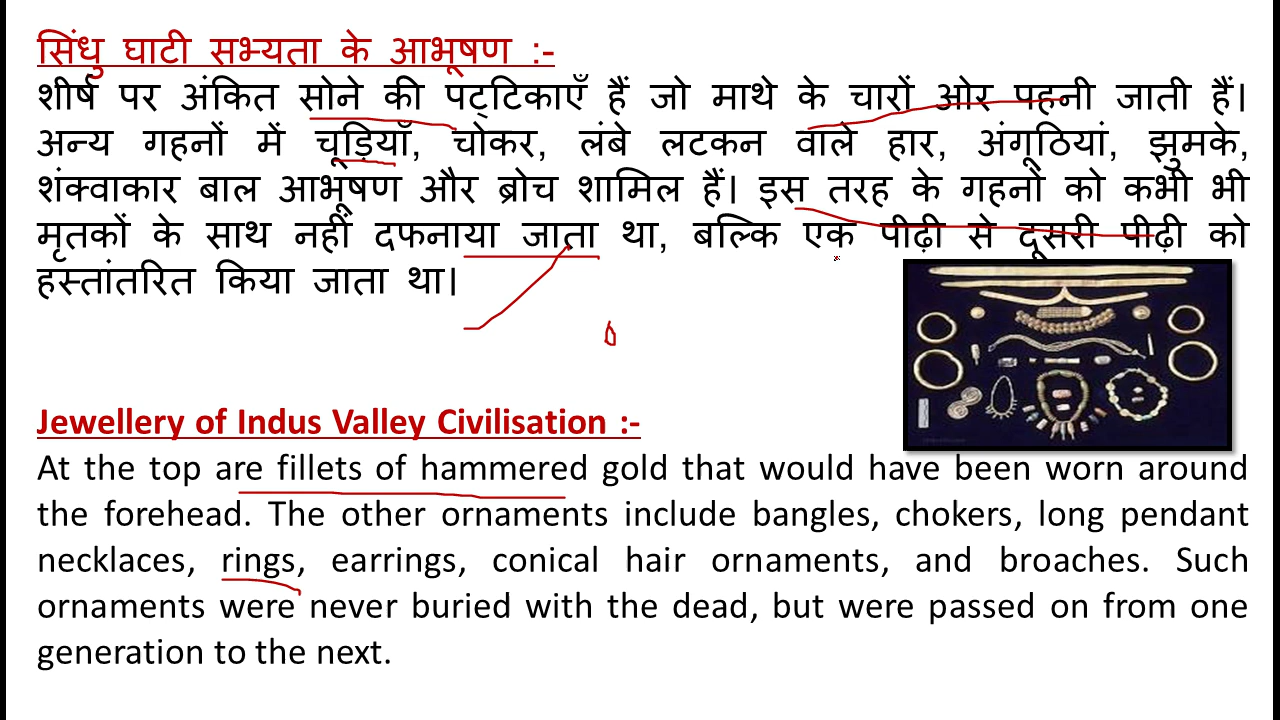 सिंधु घाटी सभ्यता के आभूषण :-
शीर्ष पर अंकित सोने की पट्टिकाएँ हैं जो माथे के चारों ओर पहनी जाती हैं।
अन्य गहनों में चूड़ियाँ, चोकर, लंबे लटकन वाले हार, अंगूठियां, झुमके,
शंक्वाकार बाल आभूषण और ब्रोच शामिल हैं। इस तरह के गहनों को कभी भी
मृतकों के साथ नहीं दफनाया जाता था, बल्कि एक पीढ़ी से दूसरी पीढ़ी को
हस्तांतरित किया जाता था।
Jewellery of Indus Valley Civilisation :-
At the top are fillets of hammered gold that would have been worn around
the forehead. The other ornaments include bangles, chokers, long pendant
necklaces, rings, earrings, conical hair ornaments, and broaches. Such
ornaments were never buried with the dead, but were passed on from one
generation to the next.